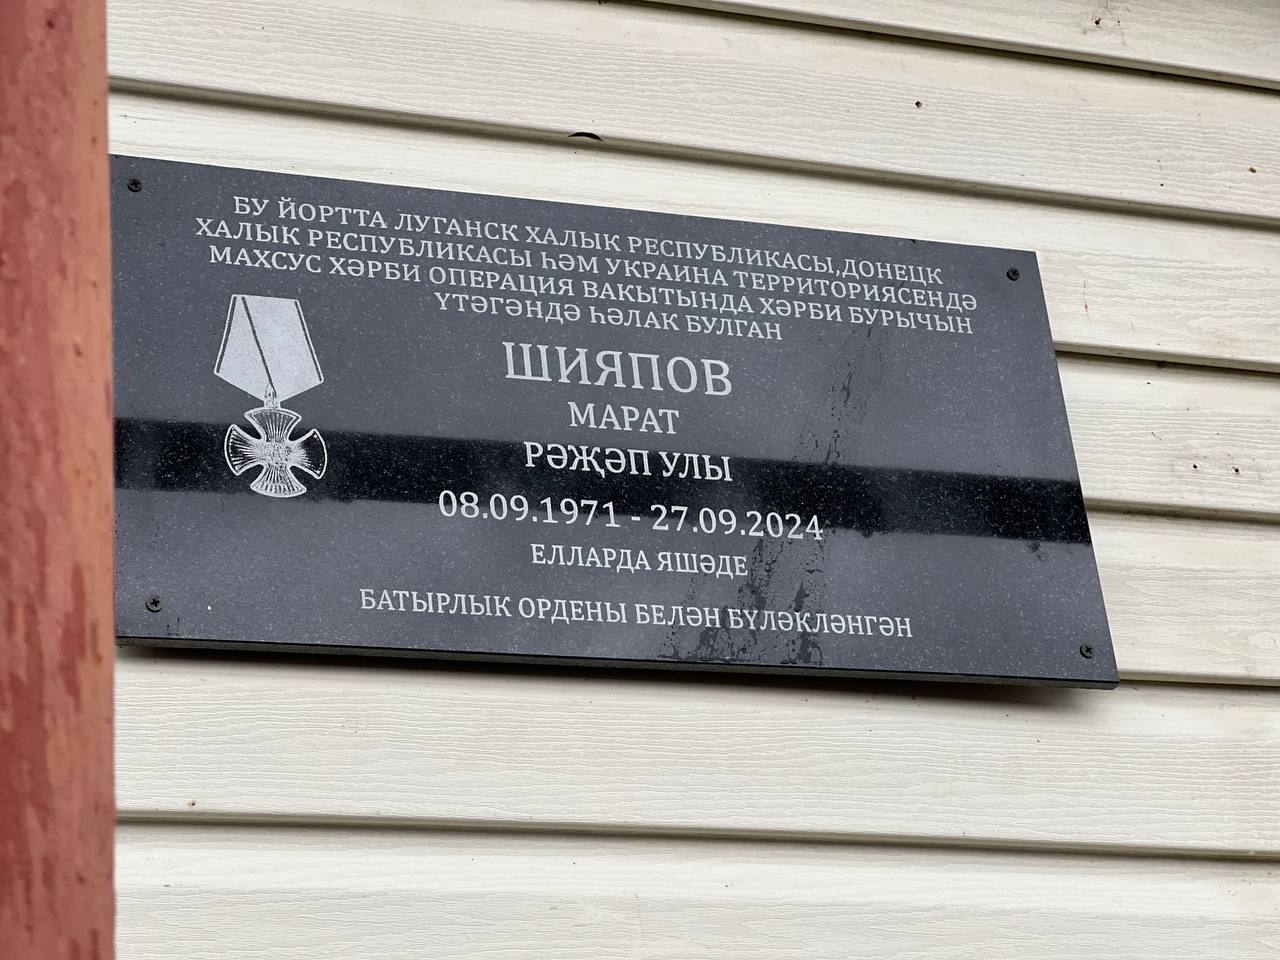 БУ ЙОРТТА ЛУГАНСК ХАЛЫК РЕСПУБЛИКАСЫ,ДОНЕЦК
ХАЛЫК РЕСПУБЛИКАСЫ ҺӘМ УКРАИНА ТЕРРИТОРИЯСЕНДӘ
МАХСУС ХӘРБИ ОПЕРАЦИЯ ВАКЫТЫНДА ХӘРБИ БУРЫЧЫН
ҮТӘГӘНДӘ ҺӘЛАК БУЛГАН
ШИЯПОВ
МАРАТ
РӘҖӘП УЛЫ
08.09.1971 - 27.09.2024
ЕЛЛАРДА ЯШӘДЕ
БАТЫРЛЫК ОРДЕНЫ БЕЛӘН БҮЛӘКЛӘНГӘН